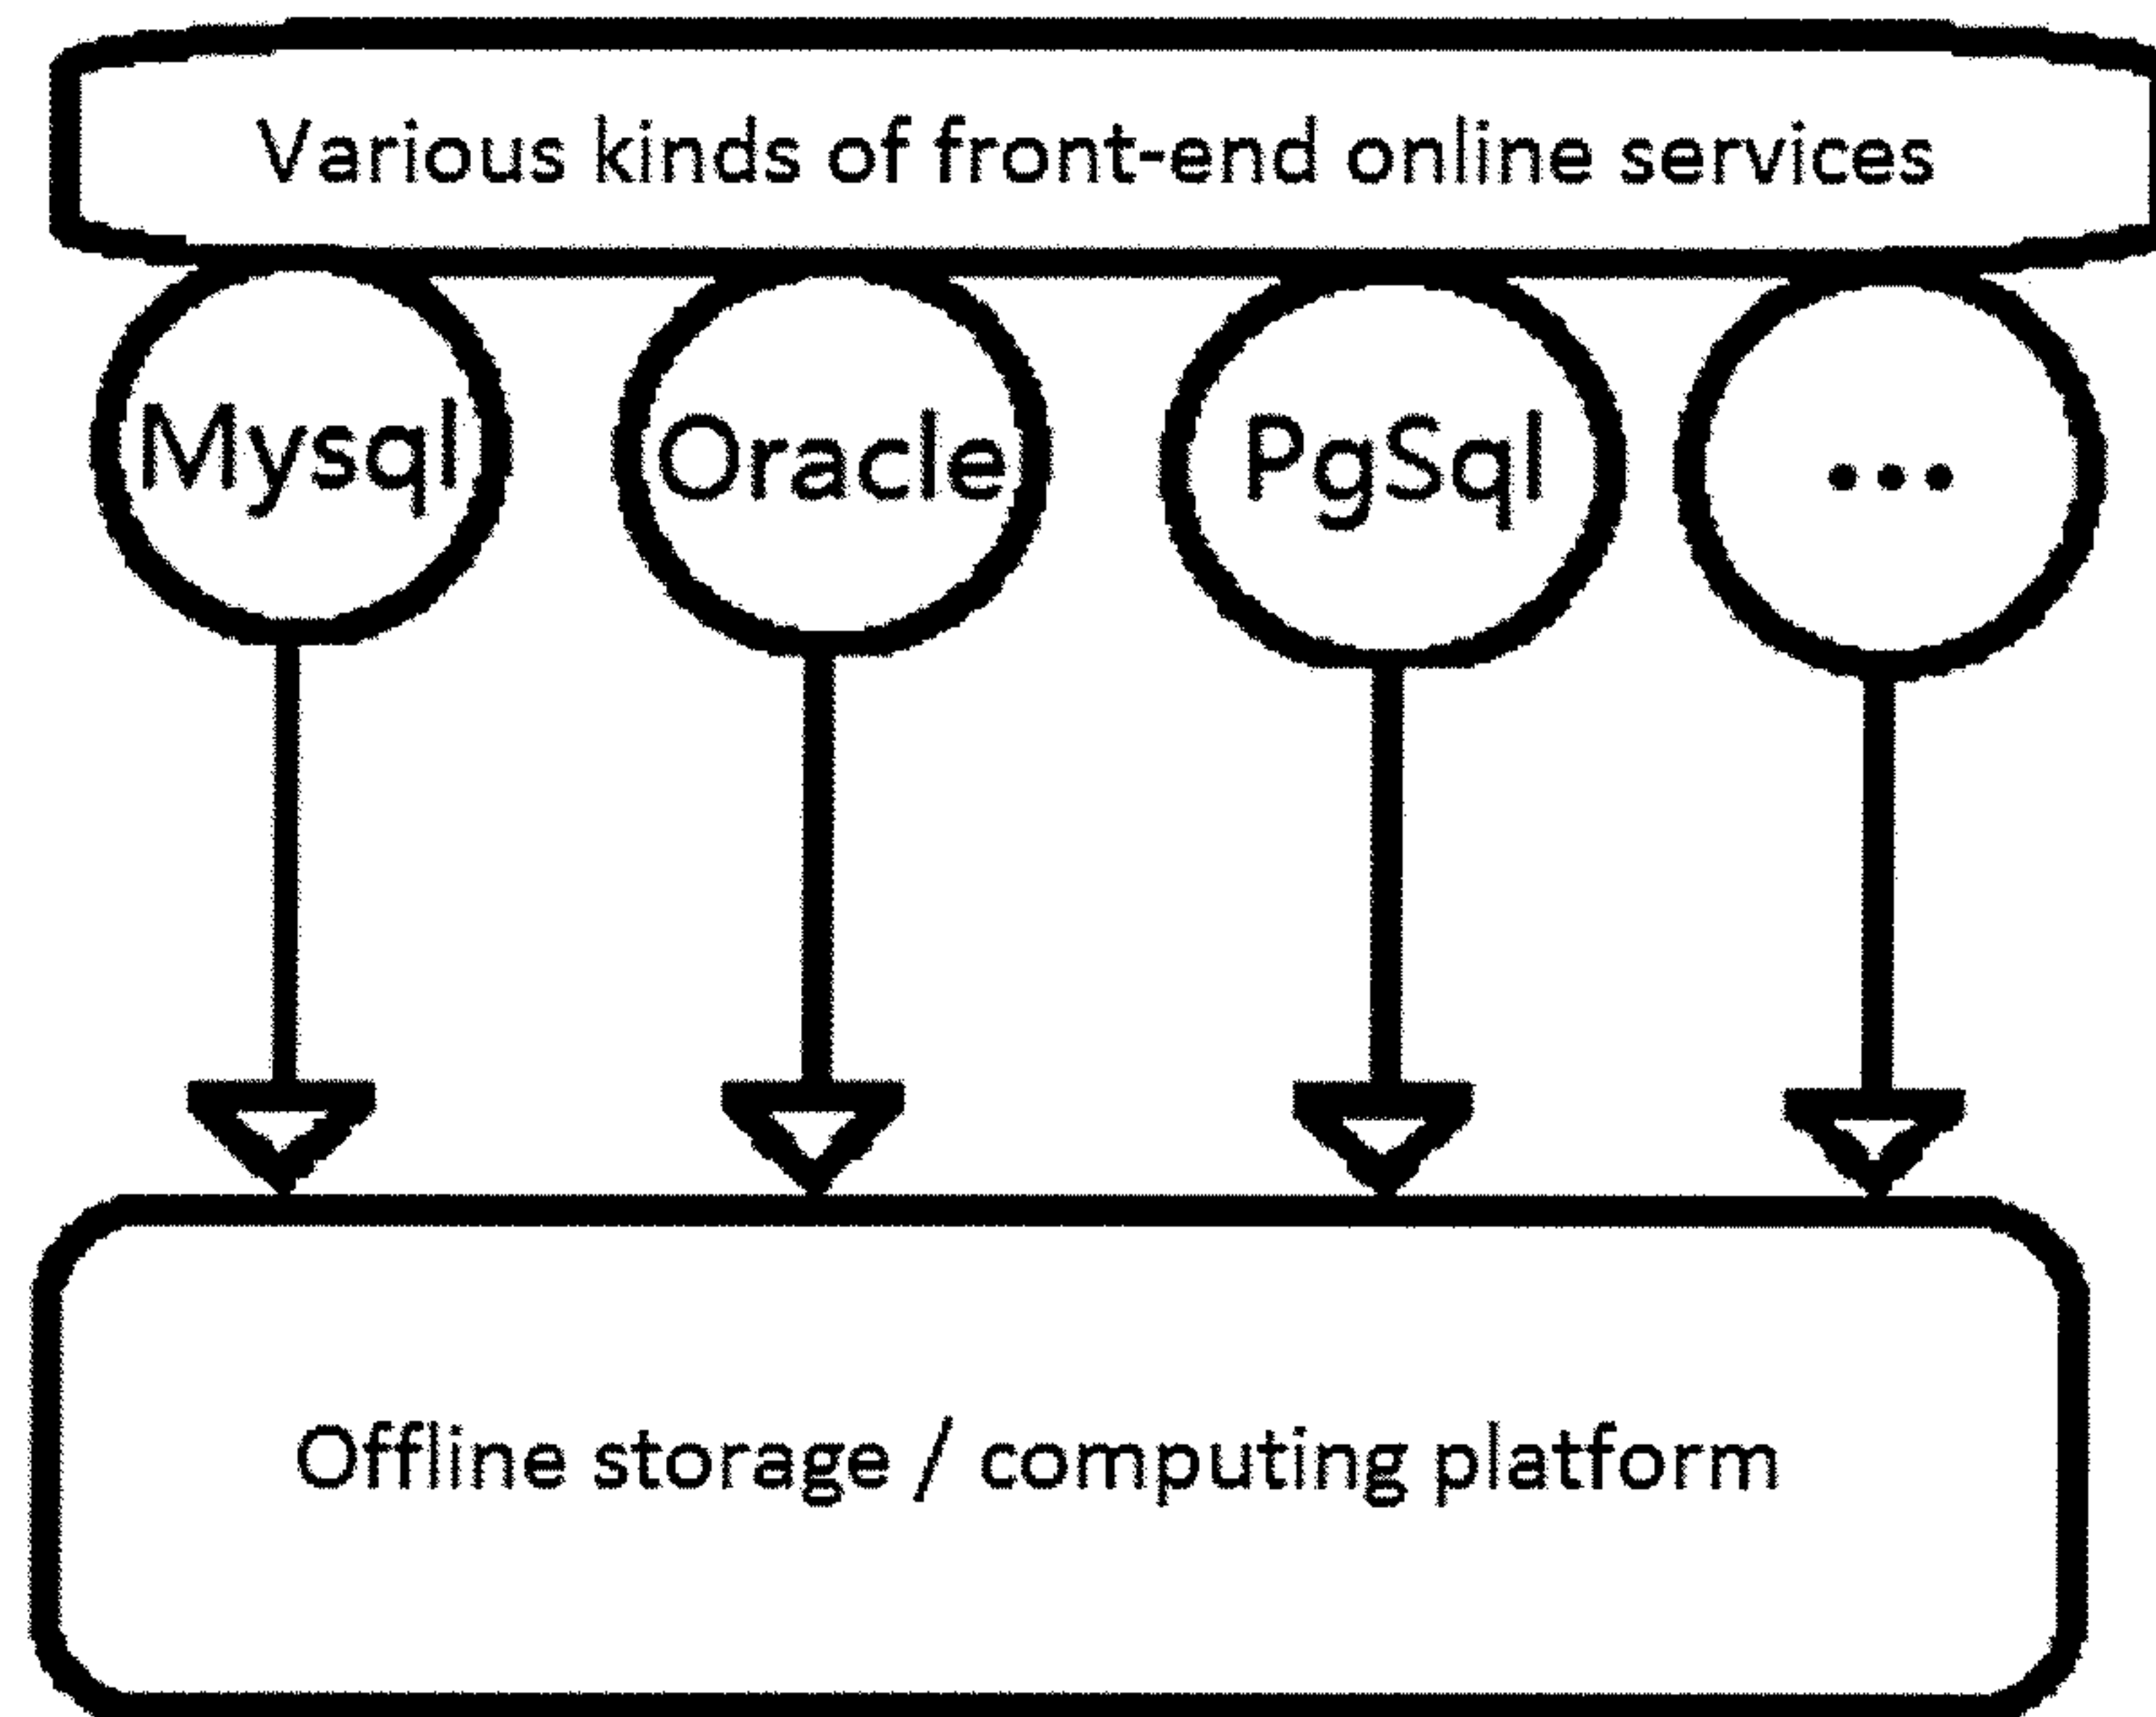 Various kinds of front-end online services
Mysql
Oracle
PgSql
...
Offline storage / computing platform